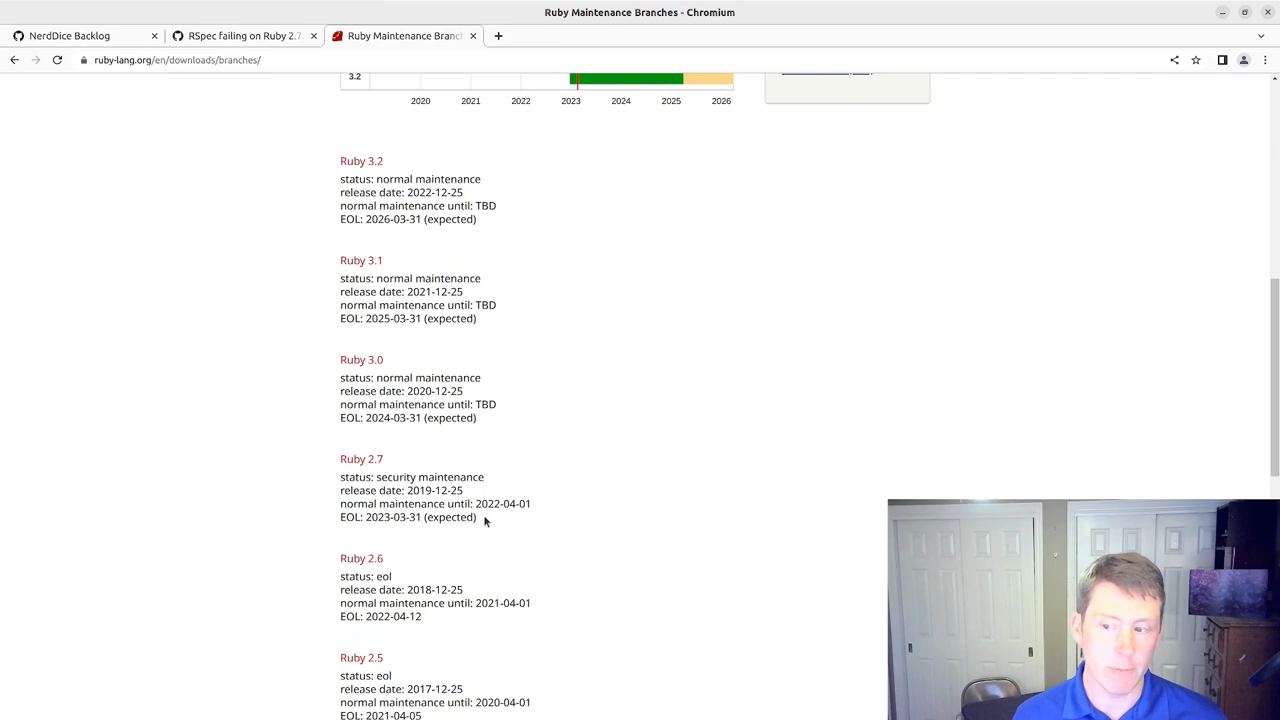 Ruby Maintenance Branches - Chromium
NerdDice Backlog
RSpec failing on Ruby 2.7
Ruby Maintenance Branch
ruby-lang.org/en/downloads/branches/
3.2
2020 2021 2022 2023 2024 2025 2026
Ruby 3.2
status: normal maintenance
release date: 2022-12-25
normal maintenance until: TBD
EOL: 2026-03-31 (expected)
Ruby 3.1
status: normal maintenance
release date: 2021-12-25
normal maintenance until: TBD
EOL: 2025-03-31 (expected)
Ruby 3.0
status: normal maintenance
release date: 2020-12-25
normal maintenance until: TBD
EOL: 2024-03-31 (expected)
Ruby 2.7
status: security maintenance
release date: 2019-12-25
normal maintenance until: 2022-04-01
EOL: 2023-03-31 (expected)
Ruby 2.6
status: eol
release date: 2018-12-25
normal maintenance until: 2021-04-01
EOL: 2022-04-12
Ruby 2.5
status: eol
release date: 2017-12-25
normal maintenance until: 2020-04-01
EOL: 2021-04-05